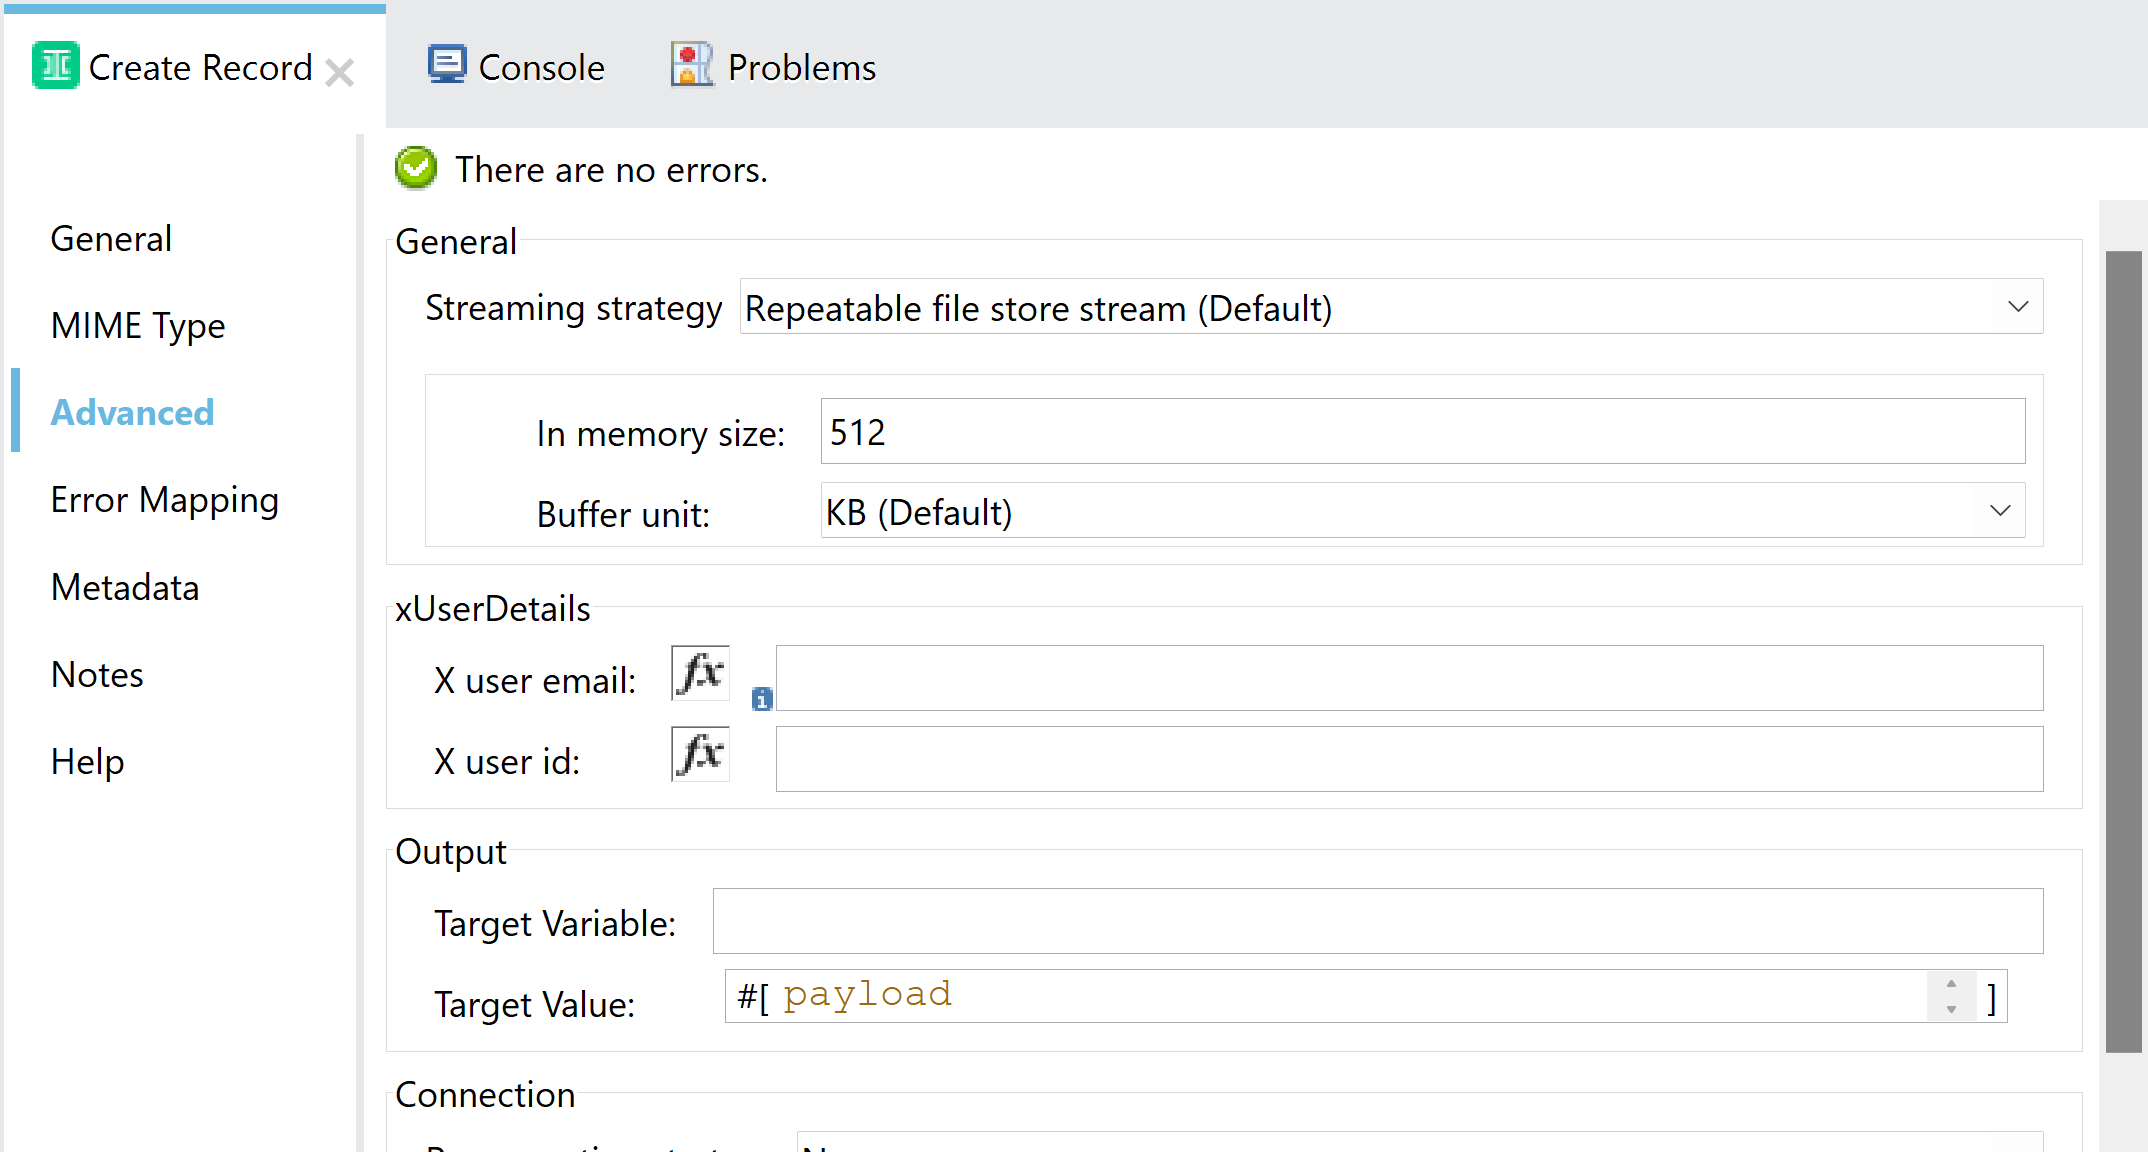 Create Record
Console
Problems
There are no errors.
General
MIME Type
Advanced
Error Mapping
Metadata
Notes
Help
General
Streaming strategy Repeatable file store stream (Default)
In memory size: 512
Buffer unit: KB (Default)
xUserDetails
X user email: fx
X user id: fx
Output
Target Variable:
Target Value: #[ payload ]
Connection